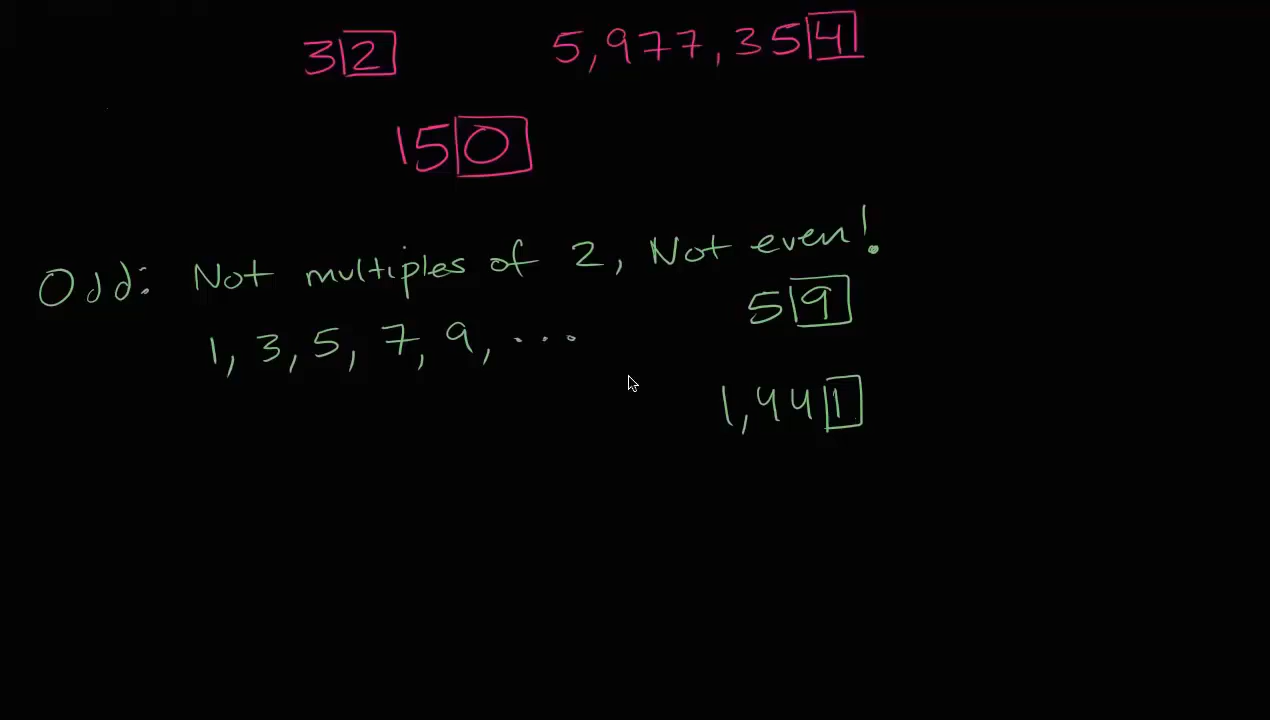 32 5,977,354
150
Odd: Not multiples of 2, Not even!
59
1, 3, 5, 7, 9, ...
1,441